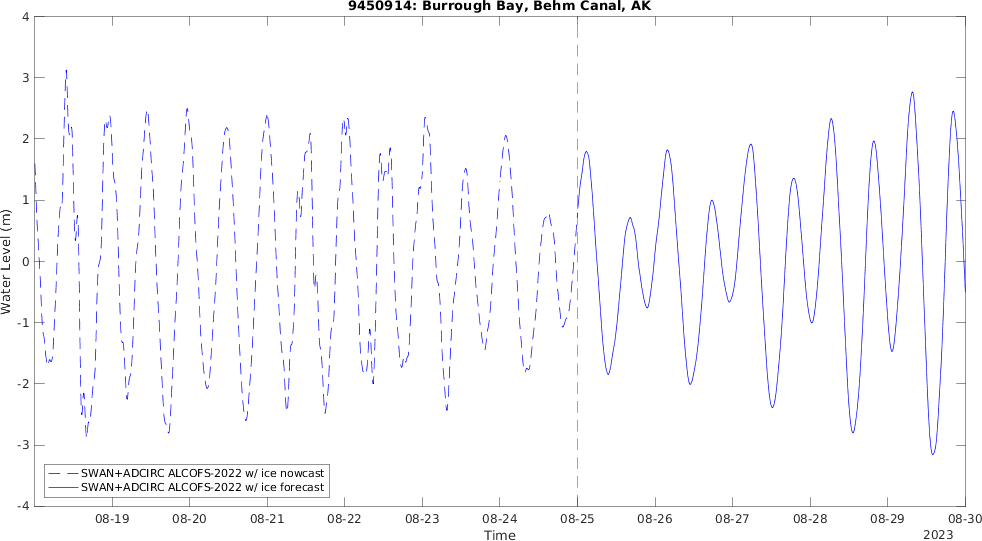 9450914: Burrough Bay, Behm Canal, AK
4
3
2
1
0
-1
-2
-3
-4
Water Level (m)
SWAN+ADCIRC ALCOFS-2022 w/ ice nowcast
SWAN+ADCIRC ALCOFS-2022 w/ ice forecast
08-19 08-20 08-21 08-22 08-23 08-24 08-25 08-26 08-27 08-28 08-29 08-30
Time
2023